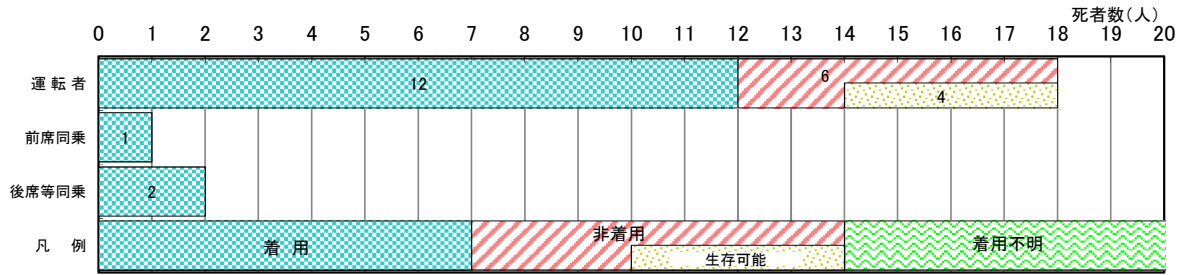 死者数(人)
0 1 2 3 4 5 6 7 8 9 10 11 12 13 14 15 16 17 18 19 20
運転者 12 6
4
前席同乗 1
後席等同乗 2
凡 例 着 用 非着用 着用不明
生存可能